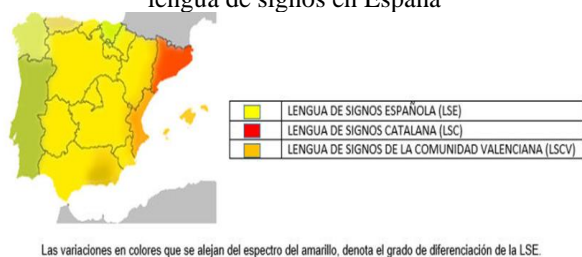 lengua de signos en España
LENGUA DE SIGNOS ESPAÑOLA (LSE)
LENGUA DE SIGNOS CATALANA (LSC)
LENGUA DE SIGNOS DE LA COMUNIDAD VALENCIANA (LSCV)
Las variaciones en colores que se alejan del espectro del amarillo, denota el grado de diferenciación de la LSE.